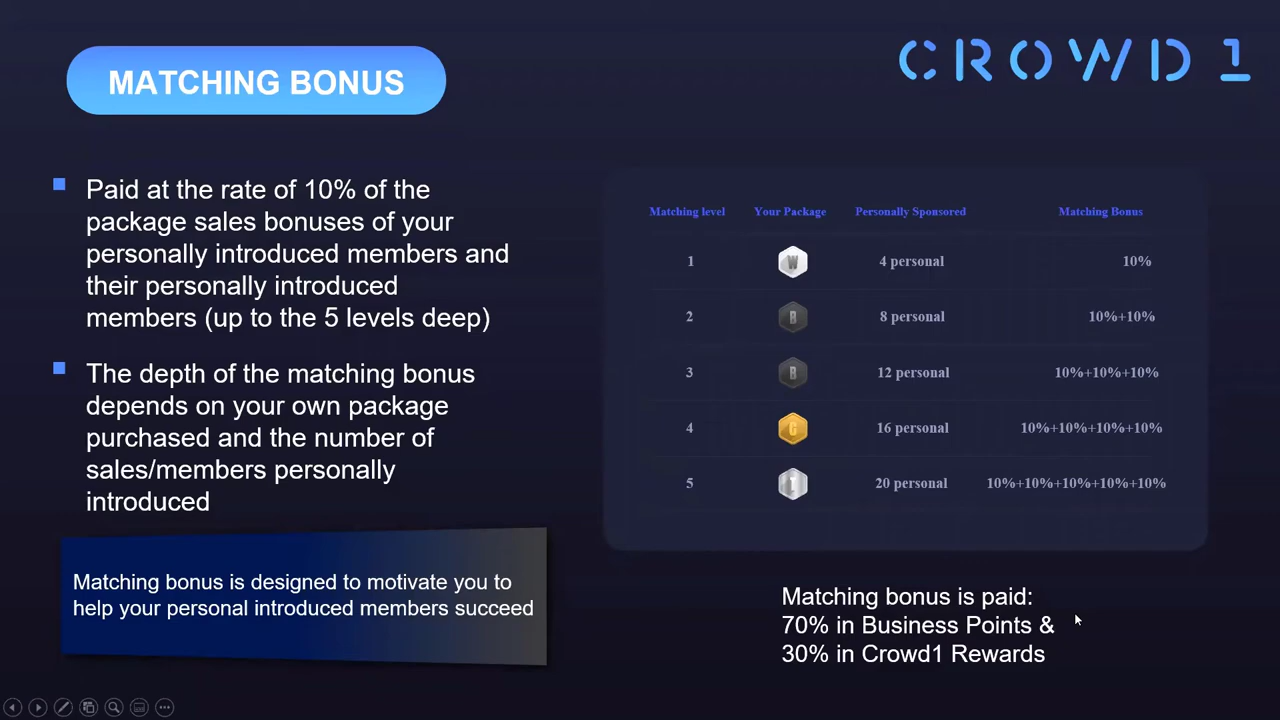 MATCHING BONUS
CROWD1
Paid at the rate of 10% of the
package sales bonuses of your
personally introduced members and
their personally introduced
members (up to the 5 levels deep)
The depth of the matching bonus
depends on your own package
purchased and the number of
sales/members personally
introduced
Matching bonus is designed to motivate you to
help your personal introduced members succeed
Matching level Your Package Personally Sponsored Matching Bonus
1 W 4 personal 10%
2 B 8 personal 10%+10%
3 B 12 personal 10%+10%+10%
4 G 16 personal 10%+10%+10%+10%
5 T 20 personal 10%+10%+10%+10%+10%
Matching bonus is paid:
70% in Business Points &
30% in Crowd1 Rewards